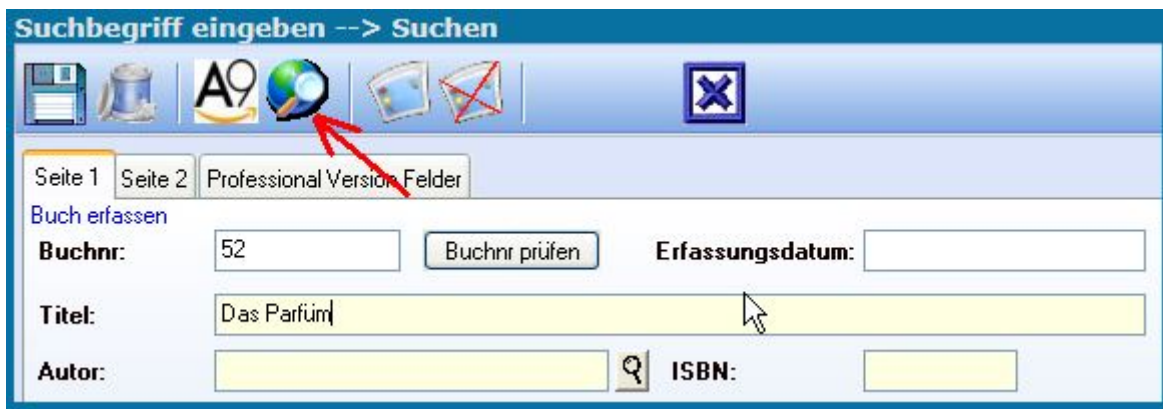 Suchbegriff eingeben --> Suchen
A9
Seite 1 Seite 2 Professional Version Felder
Buch erfassen
Buchnr: 52 Buchnr prüfen Erfassungsdatum:
Titel: Das Parfüm
Autor: ISBN: